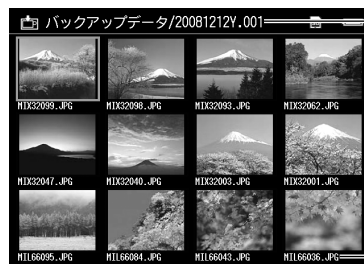 バックアップデータ/20081212Y.001
MIX32099.JPG MIX32098.JPG MIX32093.JPG MIX32062.JPG
MIX32047.JPG MIX32040.JPG MIX32003.JPG MIX32001.JPG
MIL66095.JPG MIL66084.JPG MIL66043.JPG MIL66036.JPG